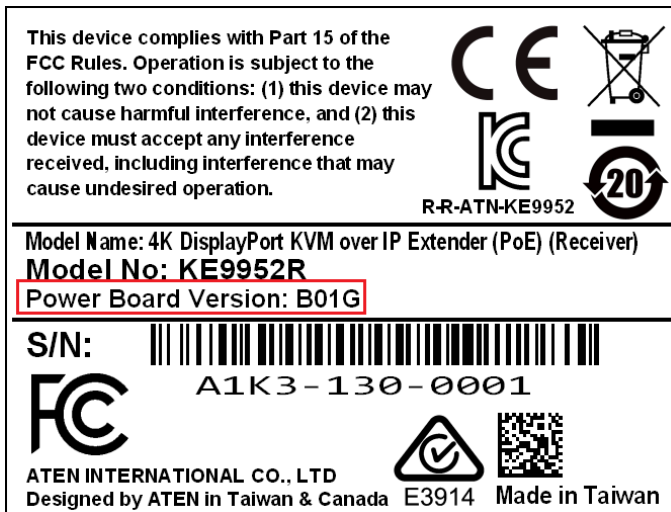 This device complies with Part 15 of the
FCC Rules. Operation is subject to the
following two conditions: (1) this device may
not cause harmful interference, and (2) this
device must accept any interference
received, including interference that may
cause undesired operation.
CE
R-R-ATN-KE9952
20
Model Name: 4K DisplayPort KVM over IP Extender (PoE) (Receiver)
Model No: KE9952R
Power Board Version: B01G
S/N:
A1K3-130-0001
FC
ATEN INTERNATIONAL CO., LTD
Designed by ATEN in Taiwan & Canada
E3914
Made in Taiwan